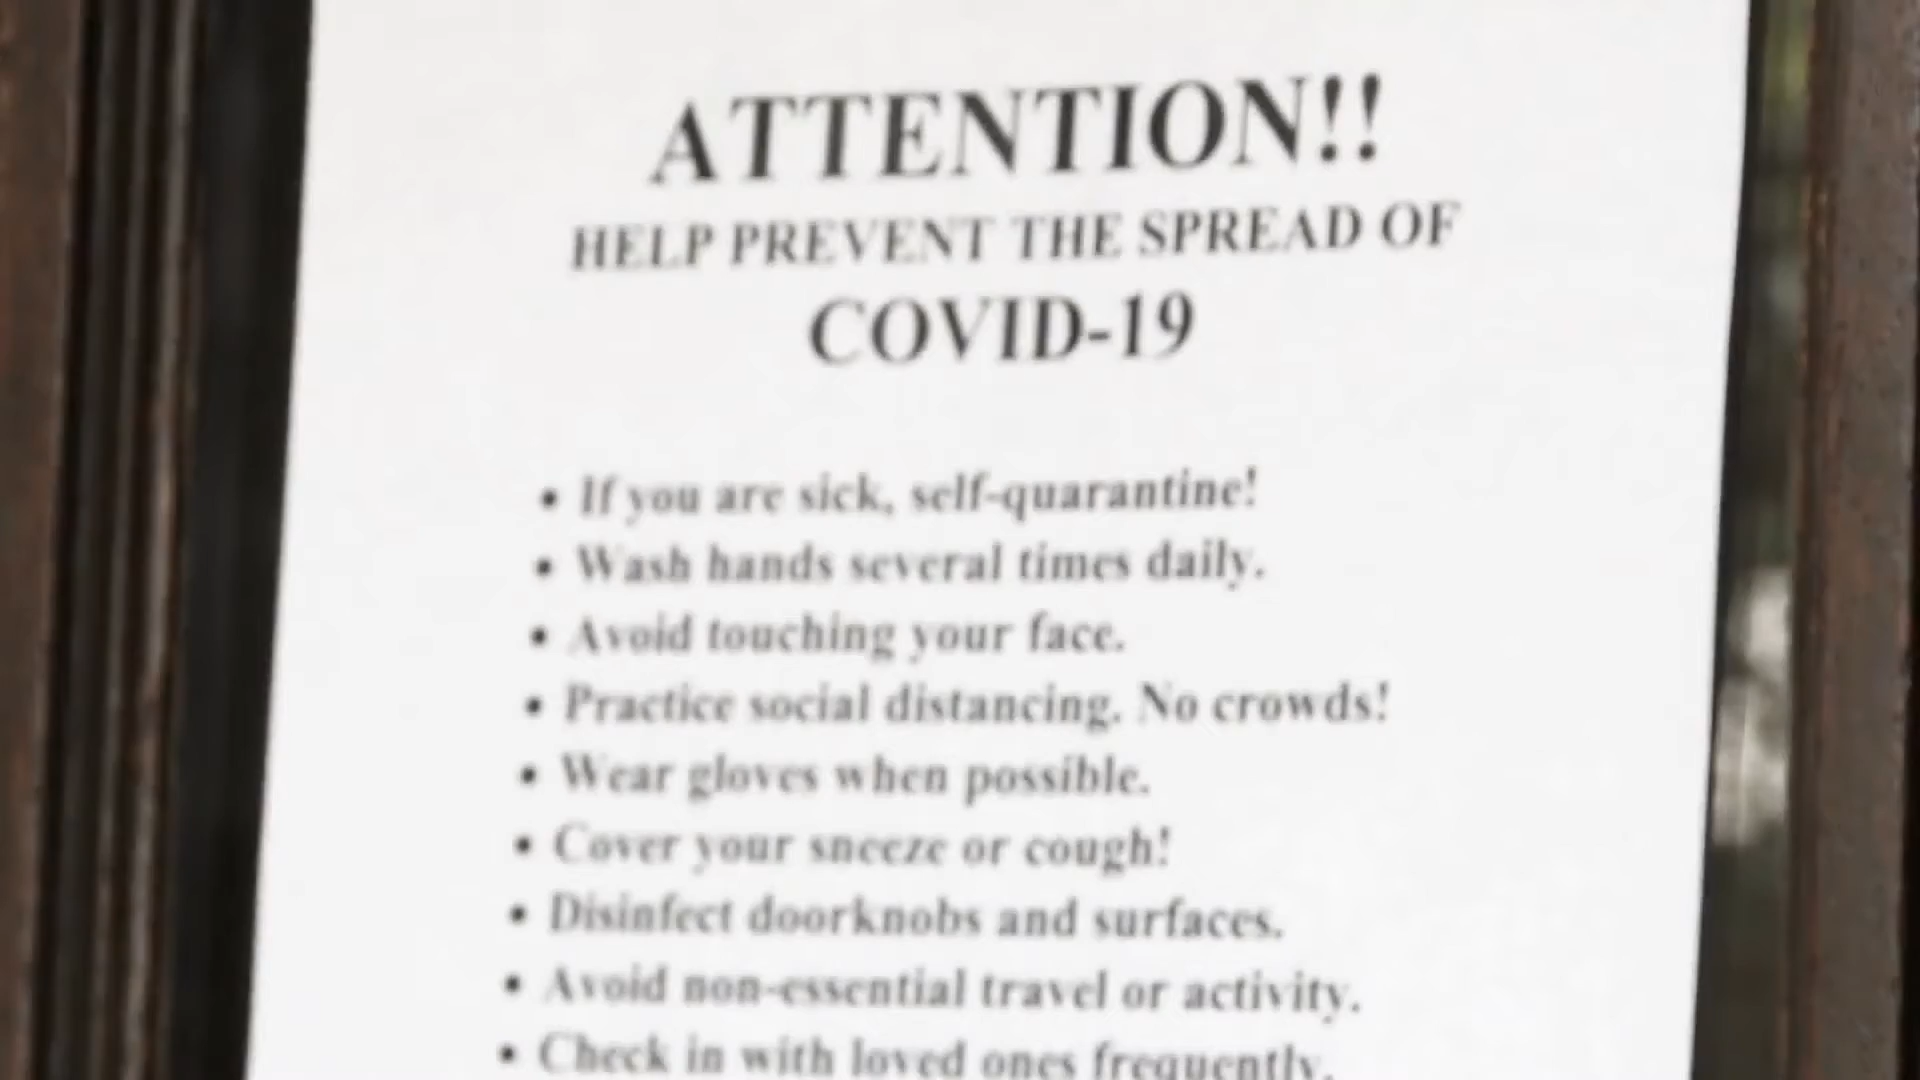 ATTENTION!!
HELP PREVENT THE SPREAD OF
COVID-19
• If you are sick, self-quarantine!
• Wash hands several times daily.
• Avoid touching your face.
• Practice social distancing. No crowds!
• Wear gloves when possible.
• Cover your sneeze or cough!
• Disinfect doorknobs and surfaces.
• Avoid non-essential travel or activity.
• Check in with loved ones frequently.